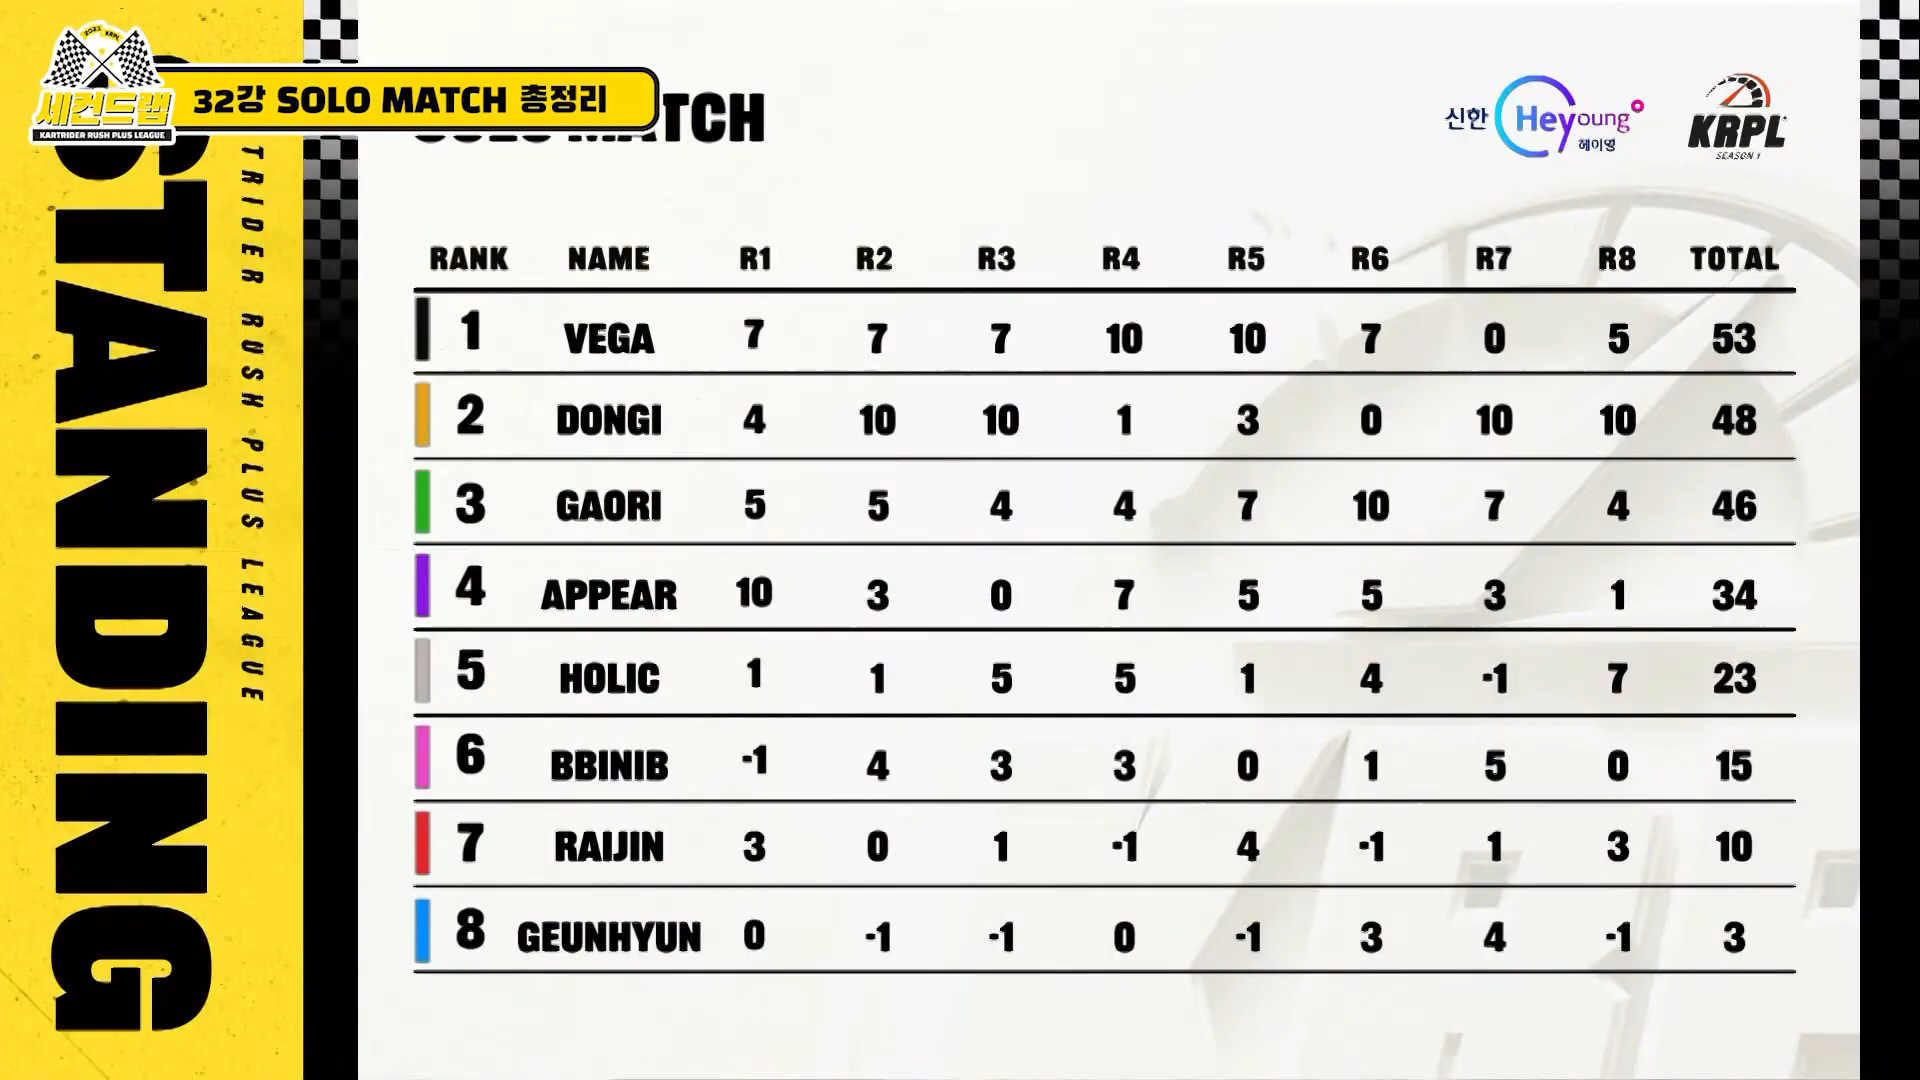 2021 KRPL
세컨드랩
KARTRIDER RUSH PLUS LEAGUE
32강 SOLO MATCH 총정리
SOLO MATCH
신한 Heyoung 헤이영
KRPL
SEASON 1
STANDING
TRIDER RUSH PLUS LEAGUE
RANK NAME R1 R2 R3 R4 R5 R6 R7 R8 TOTAL
1 VEGA 7 7 7 10 10 7 0 5 53
2 DONGI 4 10 10 1 3 0 10 10 48
3 GAORI 5 5 4 4 7 10 7 4 46
4 APPEAR 10 3 0 7 5 5 3 1 34
5 HOLIC 1 1 5 5 1 4 -1 7 23
6 BBINIB -1 4 3 3 0 1 5 0 15
7 RAIJIN 3 0 1 -1 4 -1 1 3 10
8 GEUNHYUN 0 -1 -1 0 -1 3 4 -1 3